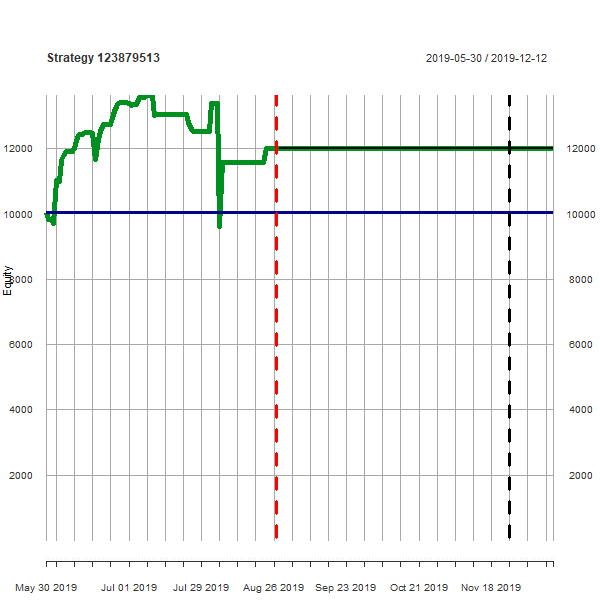 Strategy 123879513
2019-05-30 / 2019-12-12
12000
12000
10000
10000
8000
8000
Equity
6000
6000
4000
4000
2000
2000
May 30 2019
Jul 01 2019
Jul 29 2019
Aug 26 2019
Sep 23 2019
Oct 21 2019
Nov 18 2019